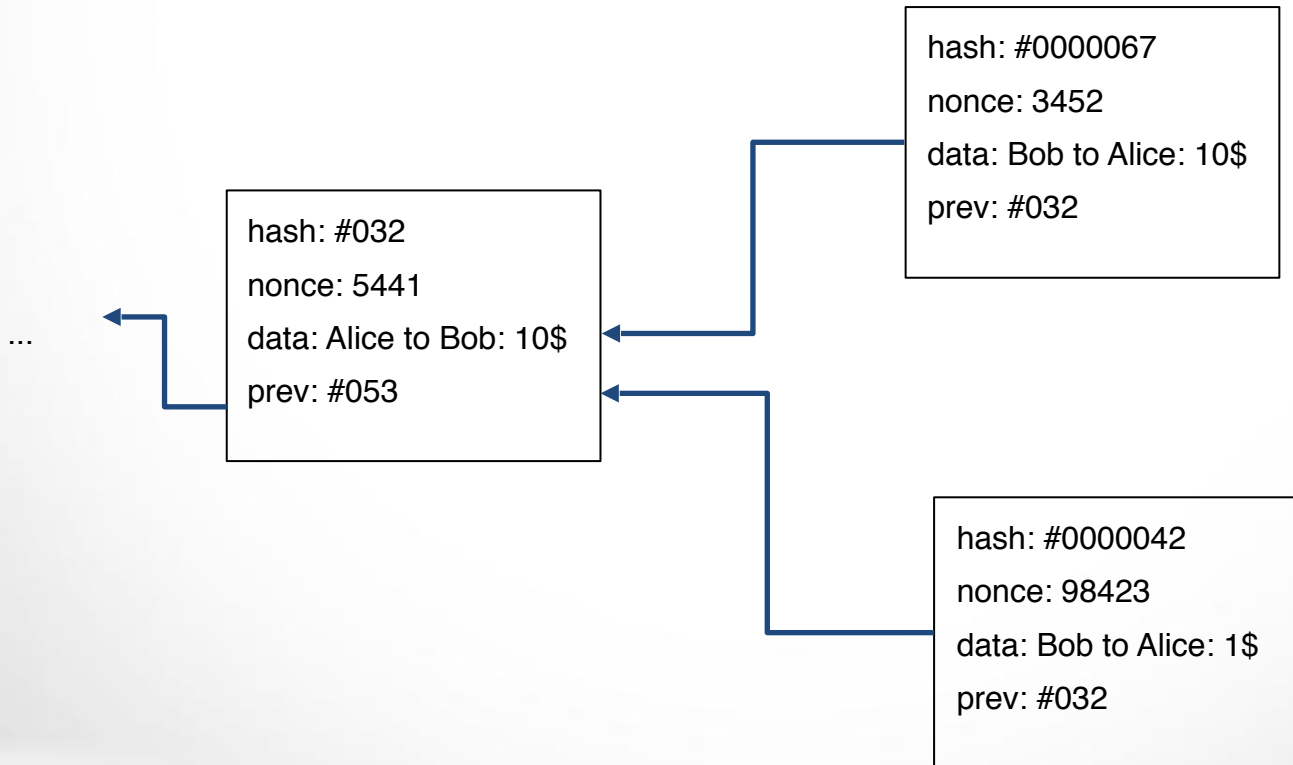 hash: #0000067
nonce: 3452
data: Bob to Alice: 10$
prev: #032
hash: #032
nonce: 5441
data: Alice to Bob: 10$
prev: #053
...
hash: #0000042
nonce: 98423
data: Bob to Alice: 1$
prev: #032